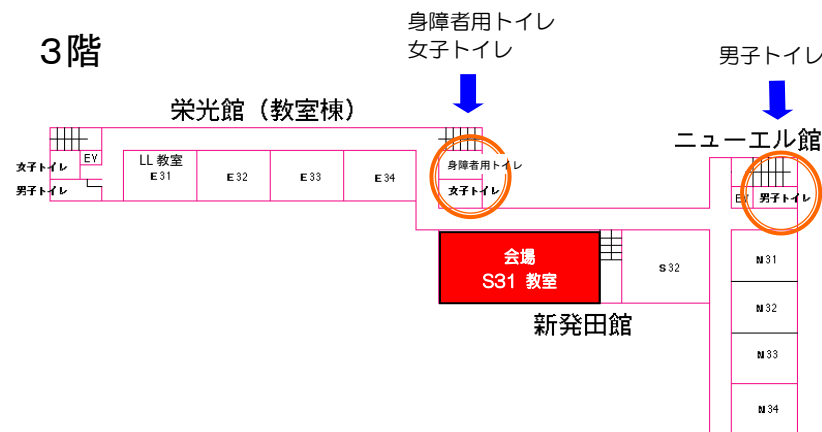 3階
身障者用トイレ
女子トイレ
男子トイレ
栄光館（教室棟）
ニューエル館
女子トイレ
男子トイレ
EV
LL 教室
E31
E32
E33
E34
身障者用トイレ
女子トイレ
EV
男子トイレ
会場
S31 教室
S32
新発田館
N31
N32
N33
N34